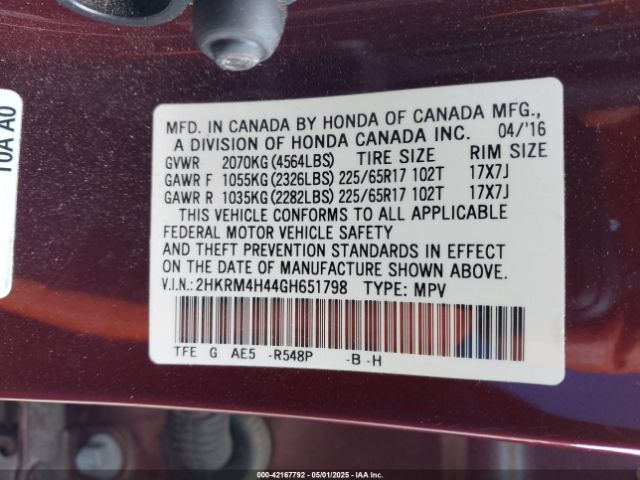 10A A0
MFD. IN CANADA BY HONDA OF CANADA MFG.,
A DIVISION OF HONDA CANADA INC. 04/'16
GVWR 2070KG(4564LBS) TIRE SIZE RIM SIZE
GAWR F 1055KG(2326LBS) 225/65R17 102T 17X7J
GAWR R 1035KG(2282LBS) 225/65R17 102T 17X7J
THIS VEHICLE CONFORMS TO ALL APPLICABLE
FEDERAL MOTOR VEHICLE SAFETY
AND THEFT PREVENTION STANDARDS IN EFFECT
ON THE DATE OF MANUFACTURE SHOWN ABOVE.
V.I.N.: 2HKRM4H44GH651798 TYPE: MPV
TFE G AE5 -R548P -B -H
000-42167792 - 05/01/2025 - IAA Inc.